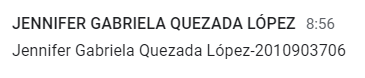 JENNIFER GABRIELA QUEZADA LÓPEZ 8:56
Jennifer Gabriela Quezada López-2010903706